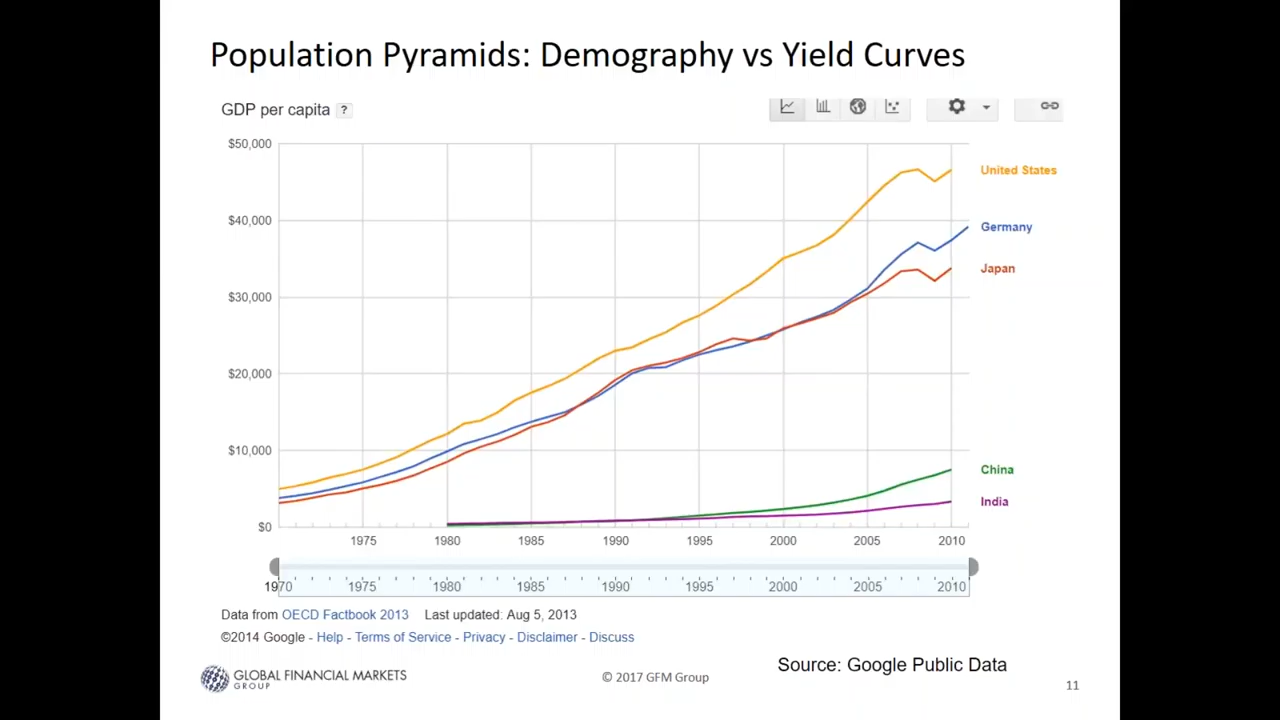 Population Pyramids: Demography vs Yield Curves
GDP per capita ?
$50,000
United States
$40,000
Germany
Japan
$30,000
$20,000
$10,000
China
India
$0
1975 1980 1985 1990 1995 2000 2005 2010
1970 1975 1980 1985 1990 1995 2000 2005 2010
Data from OECD Factbook 2013 Last updated: Aug 5, 2013
©2014 Google - Help - Terms of Service - Privacy - Disclaimer - Discuss
Source: Google Public Data
GLOBAL FINANCIAL MARKETS
GROUP
© 2017 GFM Group
11